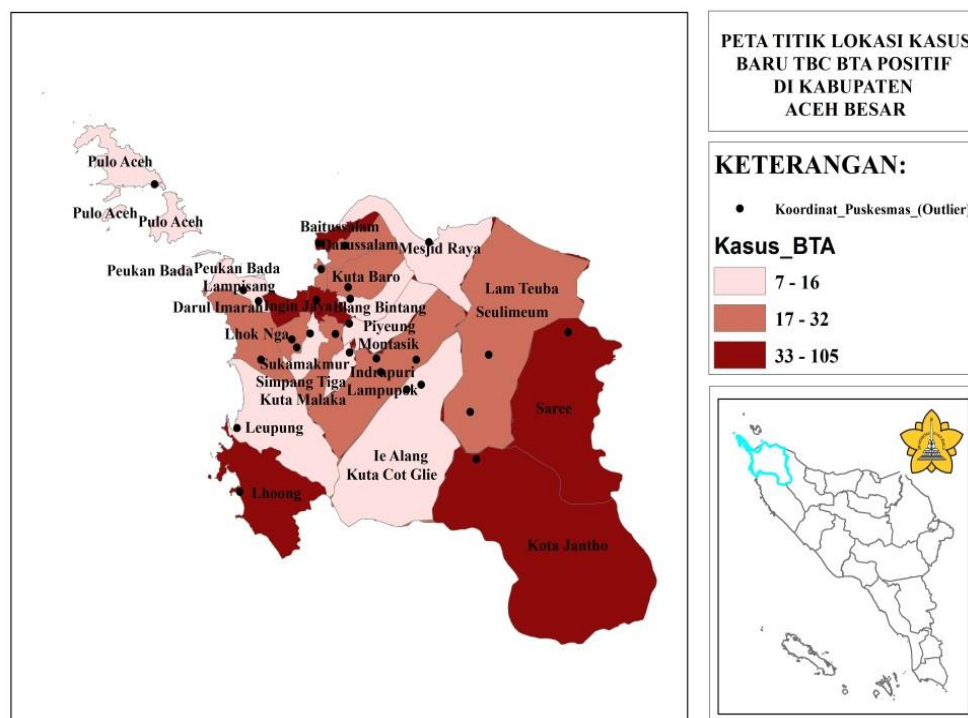 PETA TITIK LOKASI KASUS
BARU TBC BTA POSITIF
DI KABUPATEN
ACEH BESAR
KETERANGAN:
Koordinat_Puskesmas_(Outlier)
Kasus_BTA
7 - 16
17 - 32
33 - 105
Pulo Aceh
Pulo Aceh
Pulo Aceh
Baitussalam
Darussalam
Mesjid Raya
Peukan Bada
Peukan Bada
Lampisang
Kuta Baro
Lam Teuba
Seulimeum
Darul Imarah
Ingin Jaya
Blang Bintang
Piyeung
Montasik
Lhok Nga
Sukamakmur
Indrapuri
Simpang Tiga
Lampupok
Kuta Malaka
Saree
Leupung
Ie Alang
Kuta Cot Glie
Lhoong
Kota Jantho